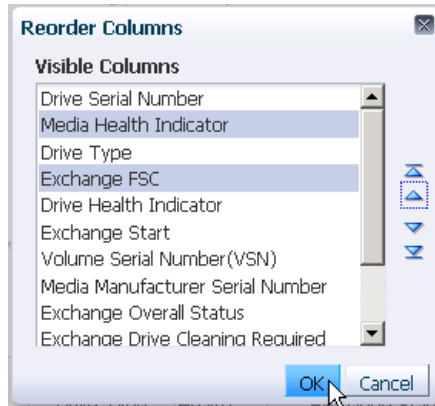 Reorder Columns
Visible Columns
Drive Serial Number
Media Health Indicator
Drive Type
Exchange FSC
Drive Health Indicator
Exchange Start
Volume Serial Number(VSN)
Media Manufacturer Serial Number
Exchange Overall Status
Exchange Drive Cleaning Required
OK
Cancel